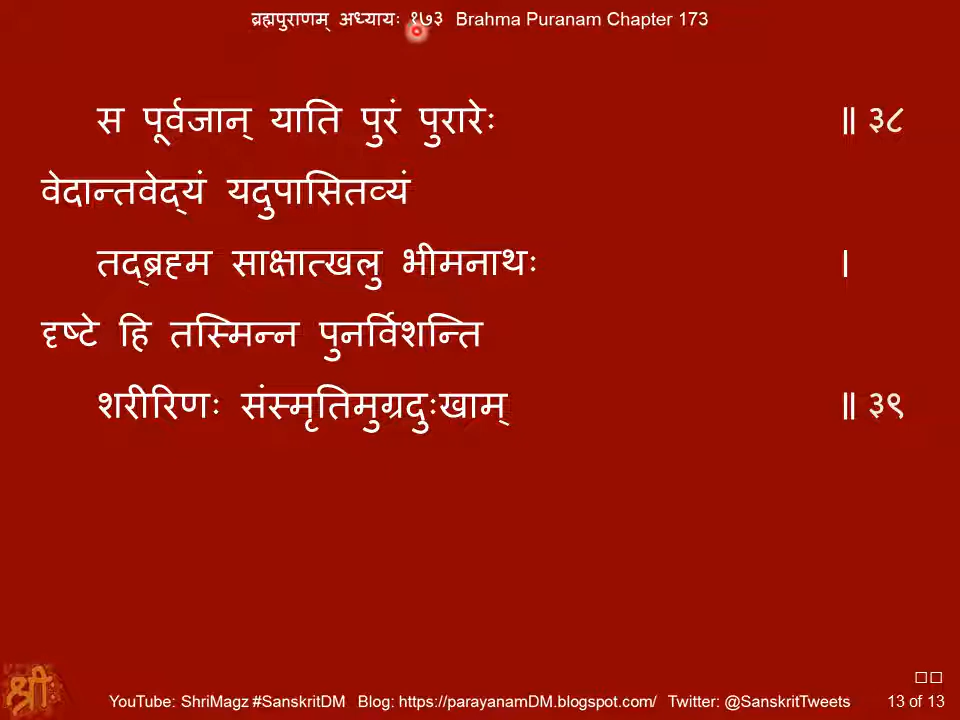 ब्रह्मपुराणम् अध्यायः १७३ Brahma Puranam Chapter 173
स पूर्वजान् याति पुरं पुरारेः ॥ ३८
वेदान्तवेद्यं यदुपासितव्यं
तद्ब्रह्म साक्षात्खलु भीमनाथः ।
दृष्टे हि तस्मिन्न पुनर्विशन्ति
शरीरिणः संस्मृतिमुग्रदुःखाम् ॥ ३९
श्रीः
YouTube: ShriMagz #SanskritDM Blog: https://parayanamDM.blogspot.com/ Twitter: @SanskritTweets 13 of 13